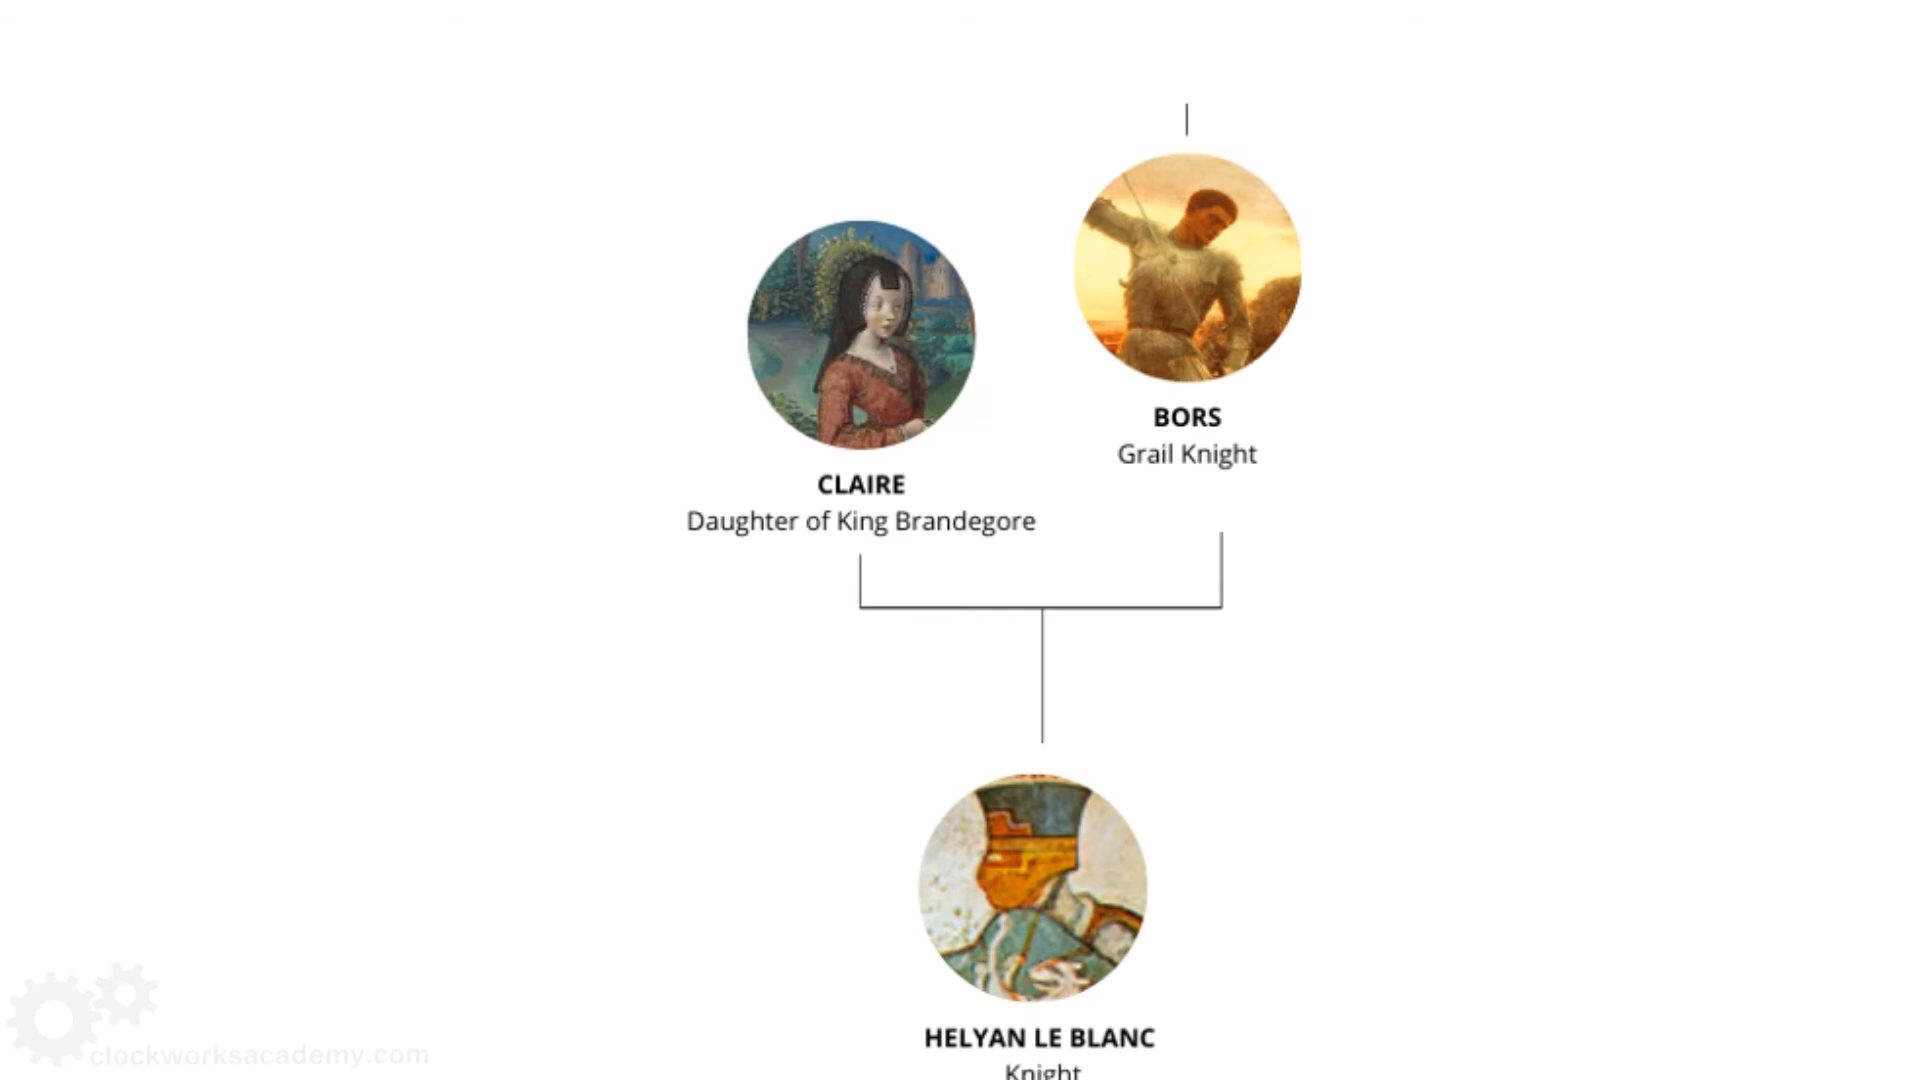 BORS
Grail Knight
CLAIRE
Daughter of King Brandegore
HELYAN LE BLANC
Knight
clockworksacademy.com